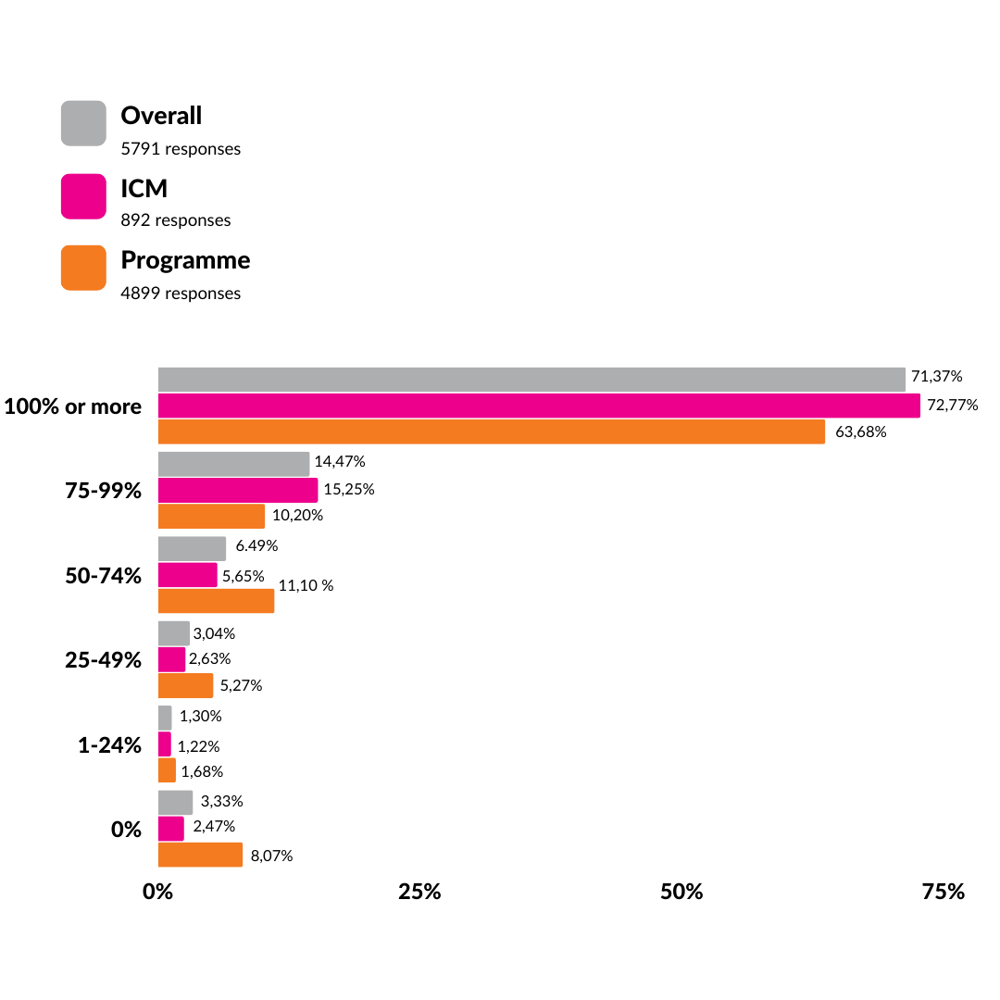 Overall
5791 responses
ICM
892 responses
Programme
4899 responses
100% or more
71,37%
72,77%
63,68%
75-99%
14,47%
15,25%
10,20%
50-74%
6.49%
5,65%
11,10 %
25-49%
3,04%
2,63%
5,27%
1-24%
1,30%
1,22%
1,68%
0%
3,33%
2,47%
8,07%
0% 25% 50% 75%